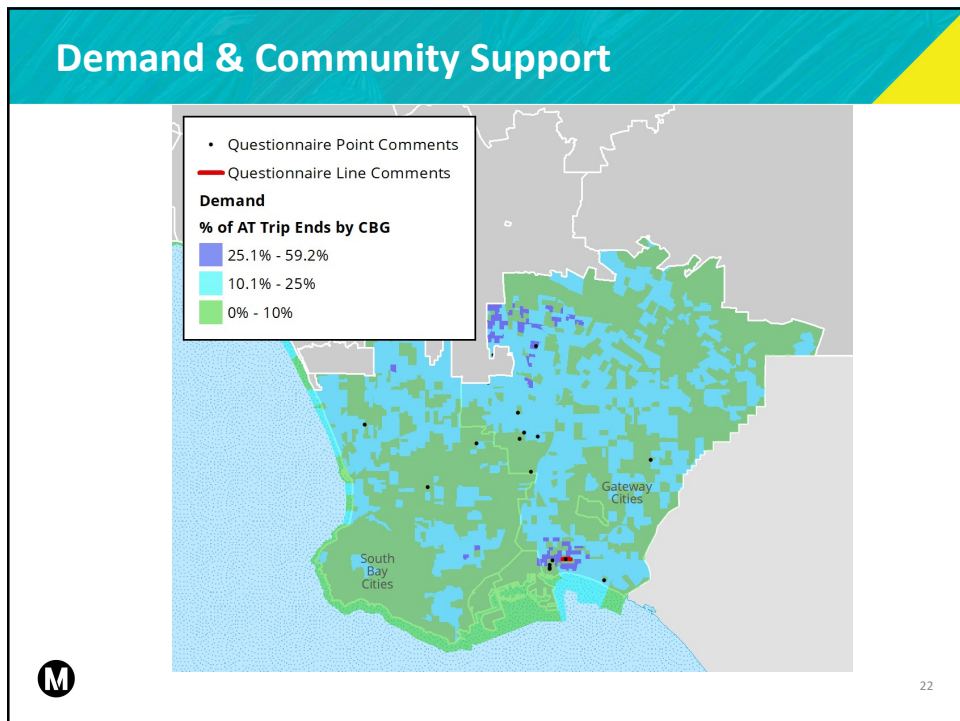 Demand & Community Support
Questionnaire Point Comments
Questionnaire Line Comments
Demand
% of AT Trip Ends by CBG
25.1% - 59.2%
10.1% - 25%
0% - 10%
Gateway
Cities
South
Bay
Cities
M
22